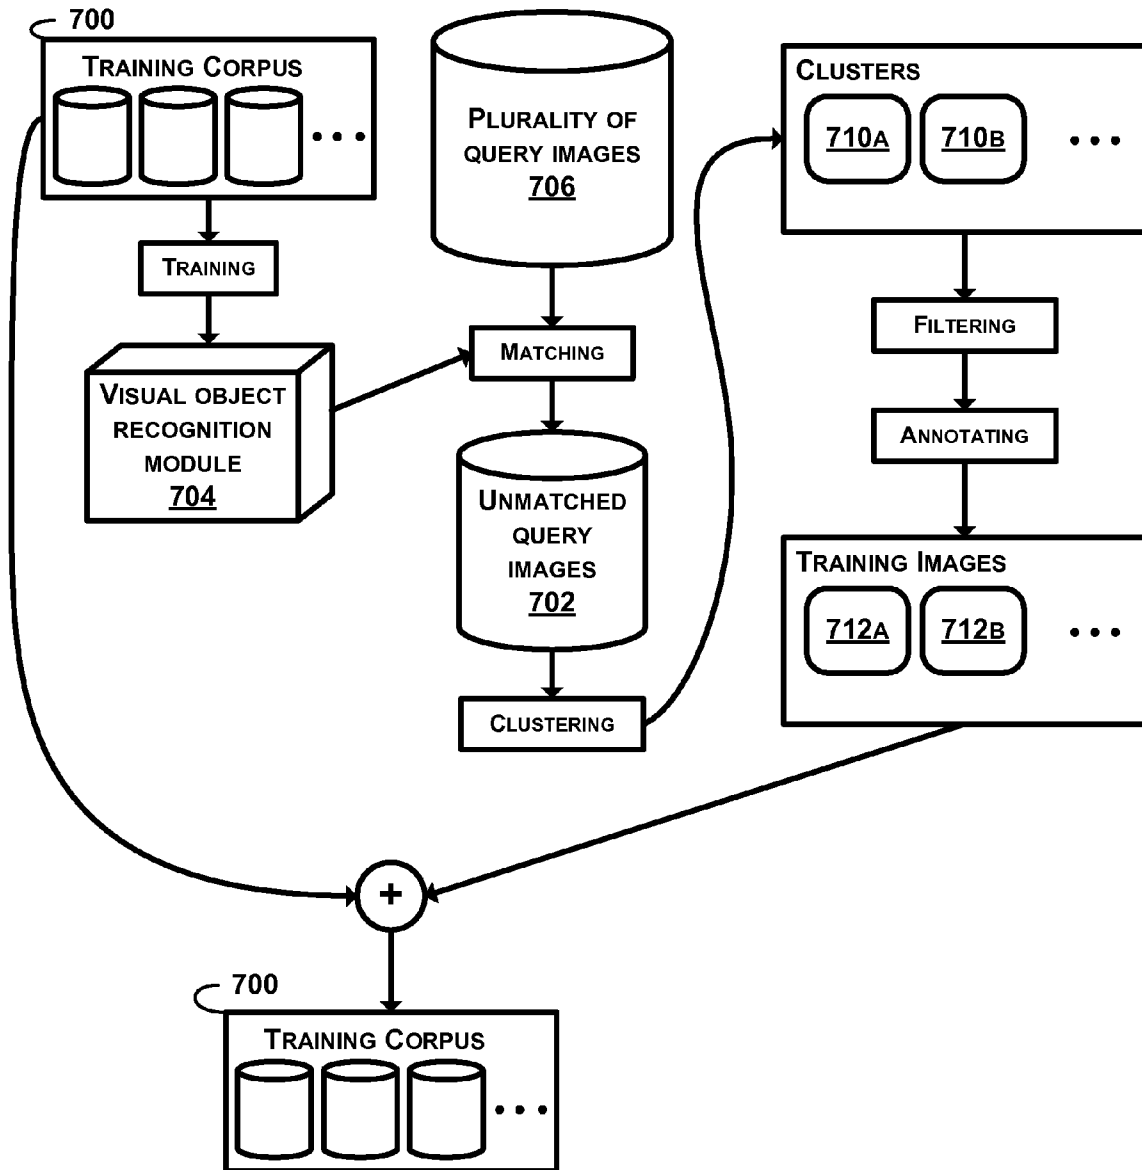 700
TRAINING CORPUS
• • •
TRAINING
VISUAL OBJECT
RECOGNITION
MODULE
704
PLURALITY OF
QUERY IMAGES
706
MATCHING
UNMATCHED
QUERY
IMAGES
702
CLUSTERING
CLUSTERS
710A 710B • • •
FILTERING
ANNOTATING
TRAINING IMAGES
712A 712B • • •
+
700
TRAINING CORPUS
• • •